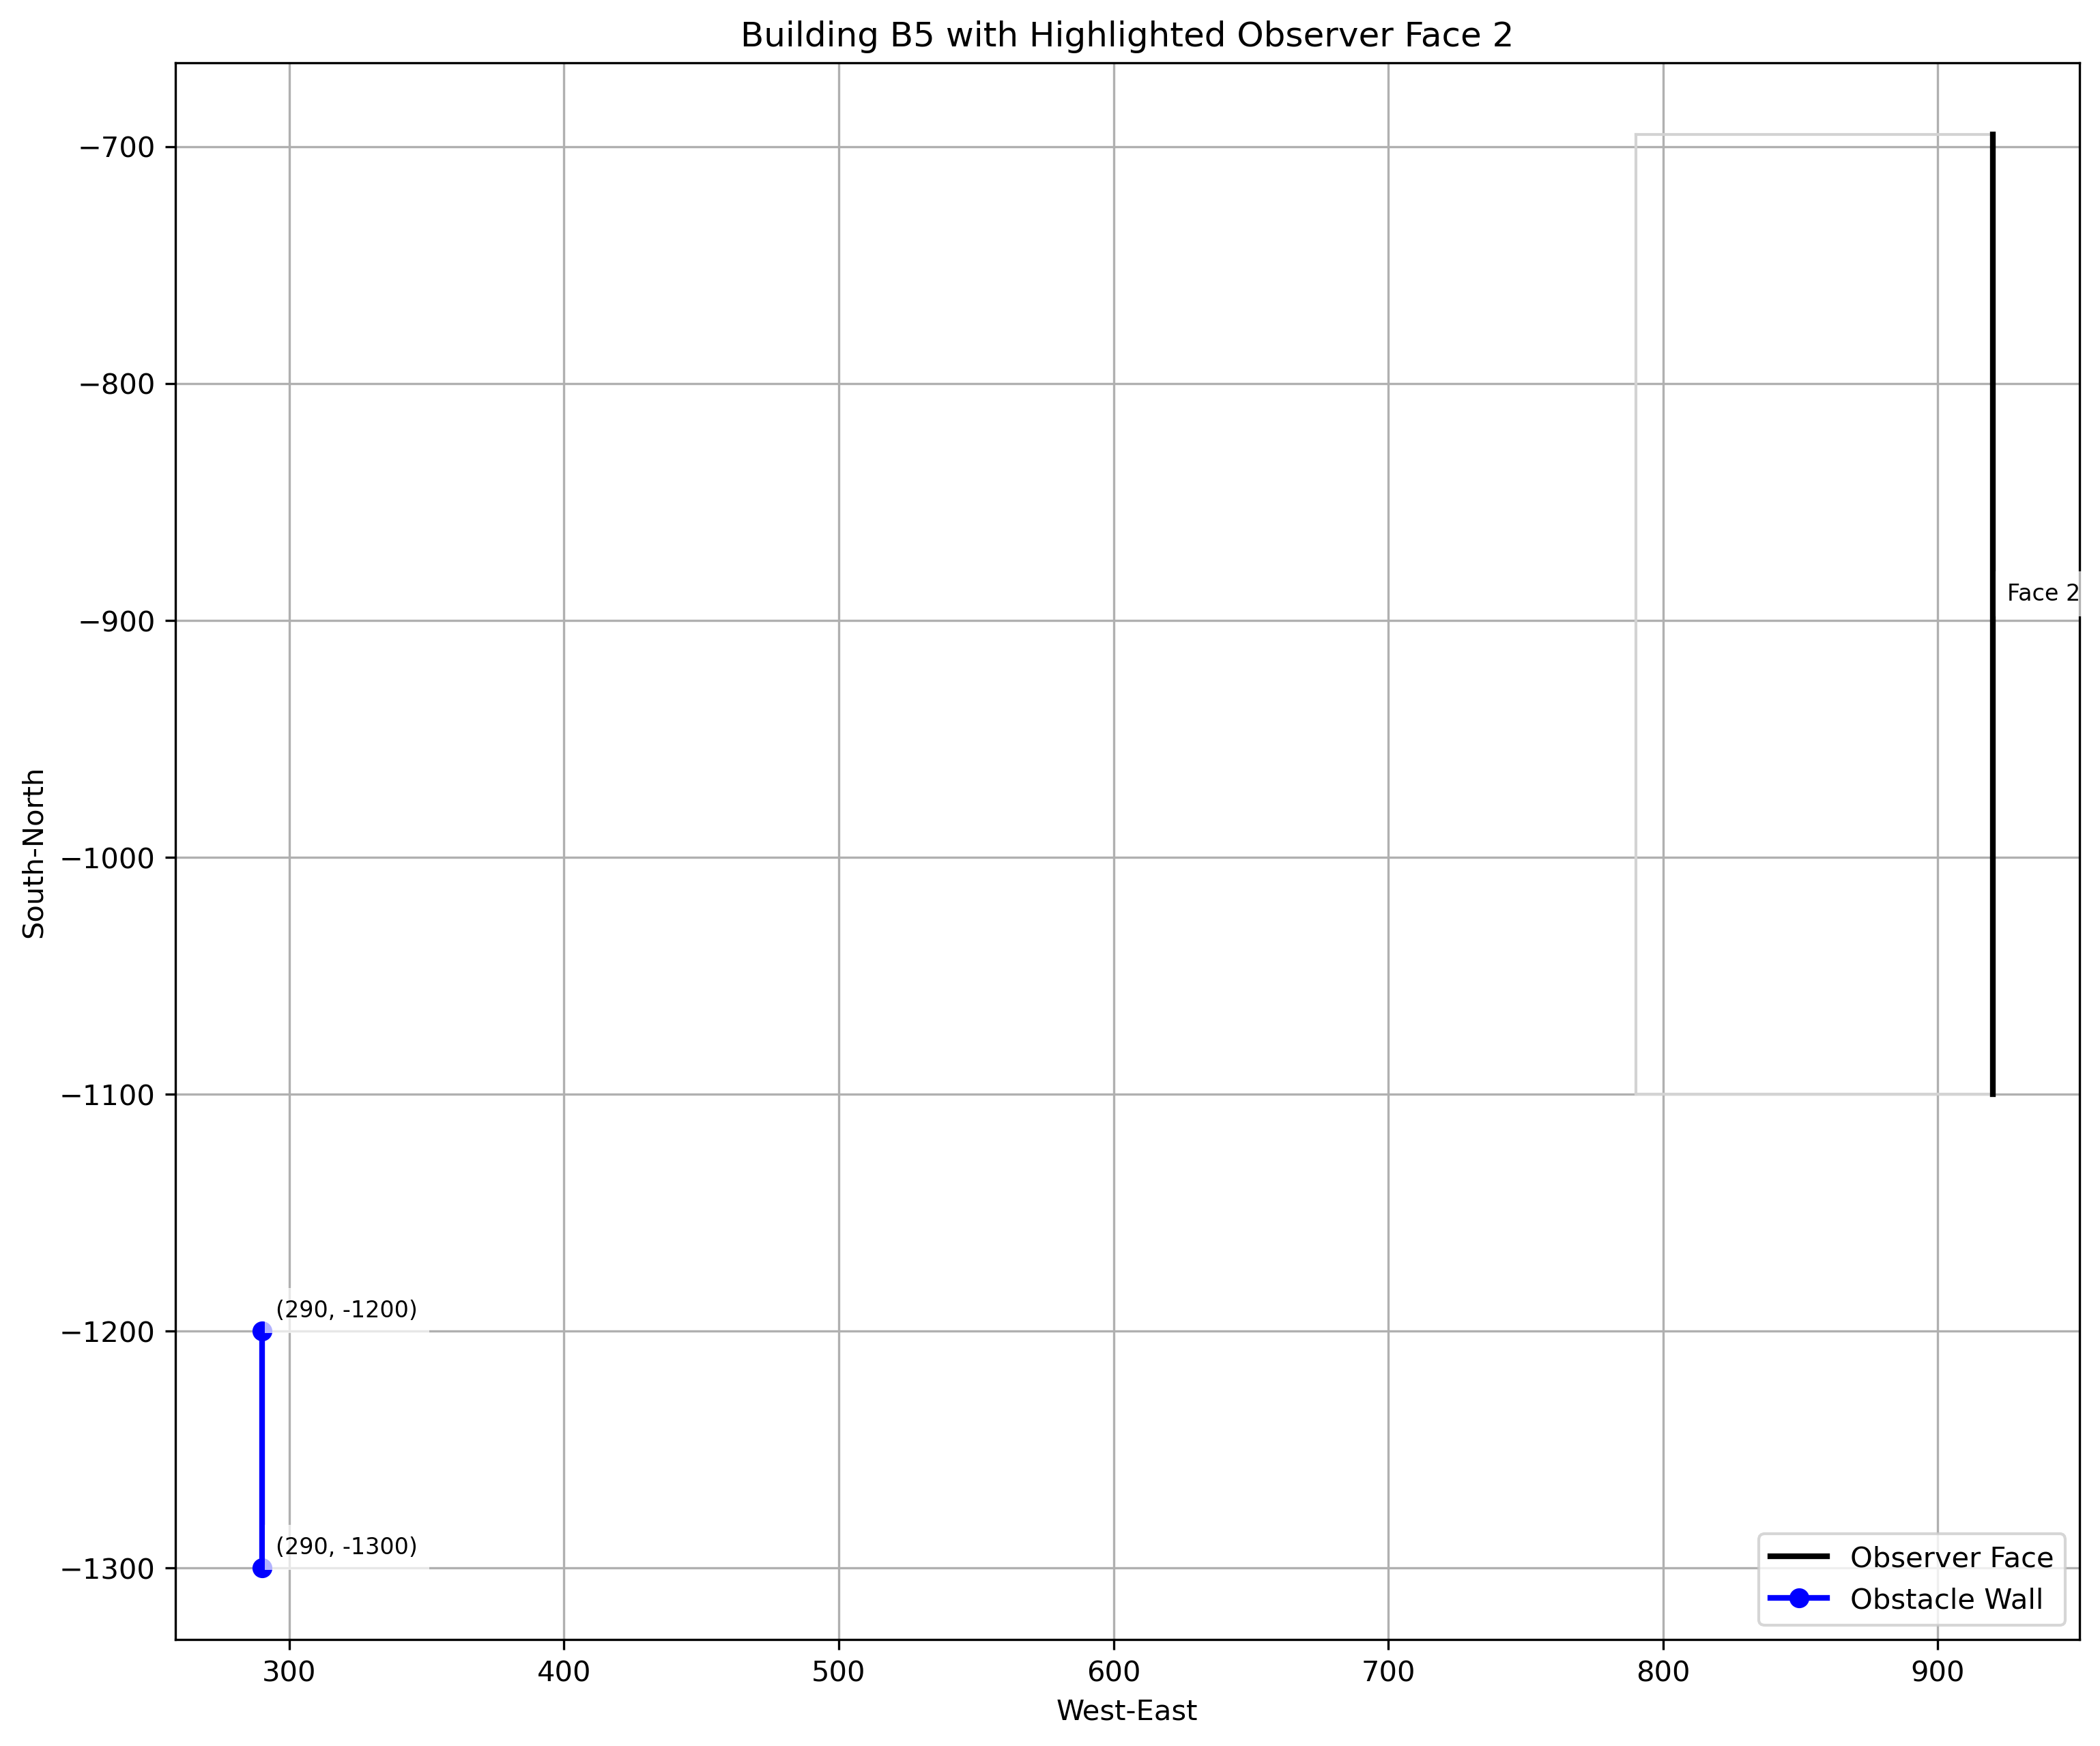 Building B5 with Highlighted Observer Face 2
−700
−800
Face 2
−900
−1000
South-North
−1100
(290, -1200)
−1200
(290, -1300)
−1300
Observer Face
Obstacle Wall
300 400 500 600 700 800 900
West-East